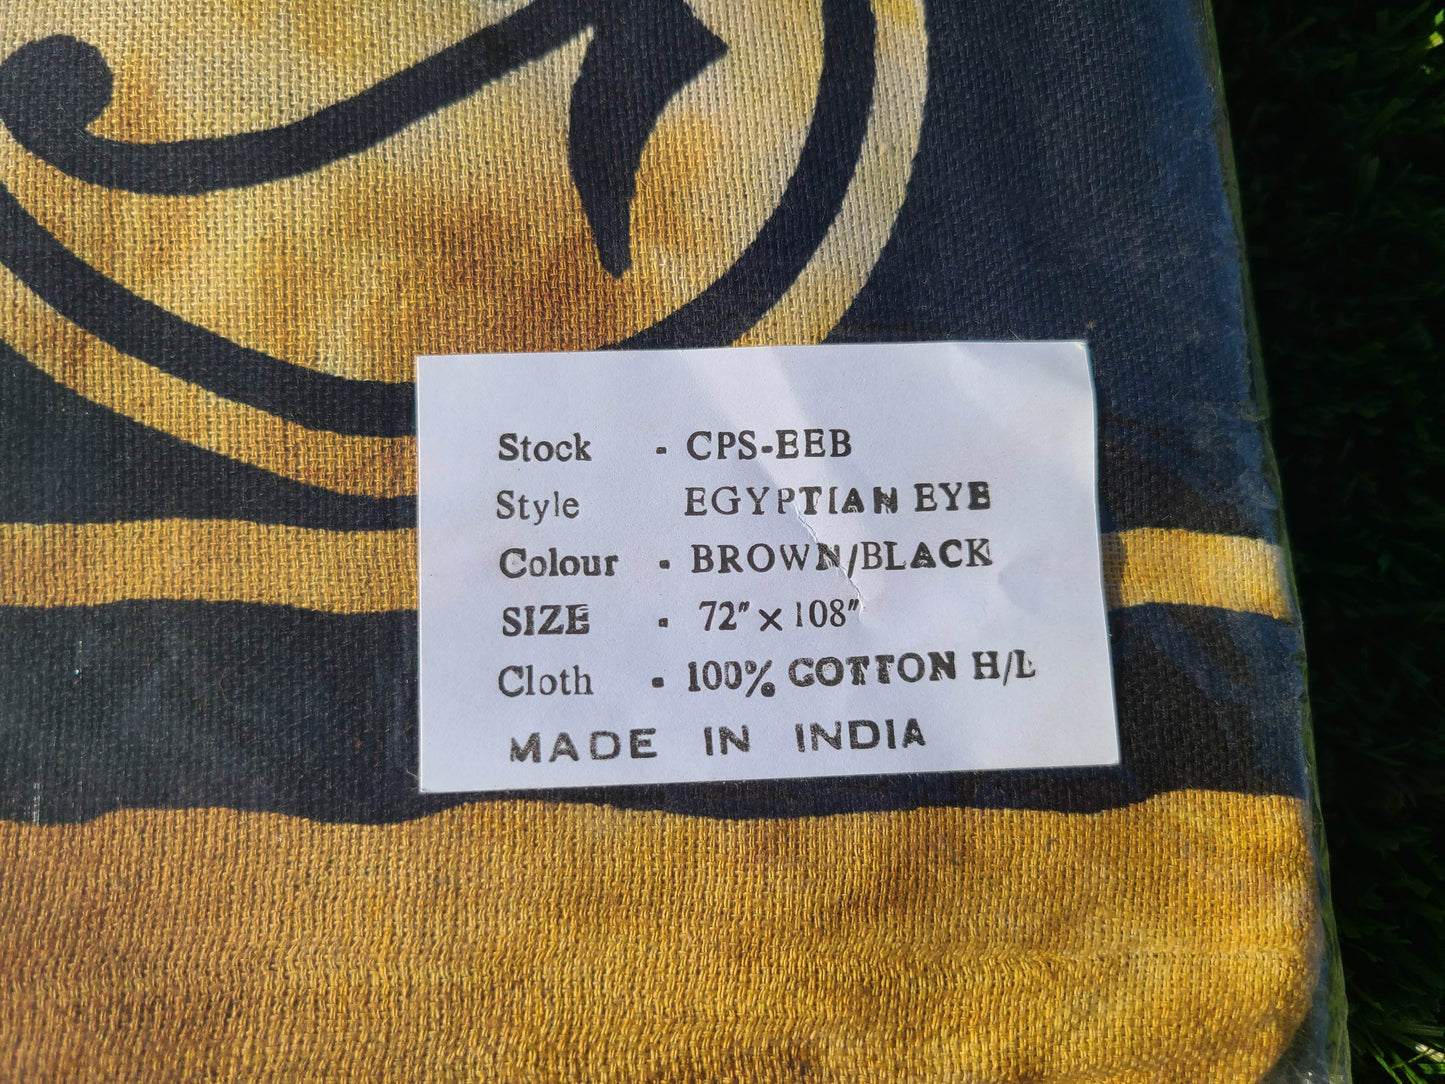 Stock - CPS-EEB
Style EGYPTIAN EYE
Colour - BROWN/BLACK
SIZE - 72" × 108"
Cloth - 100% COTTON H/L
MADE IN INDIA